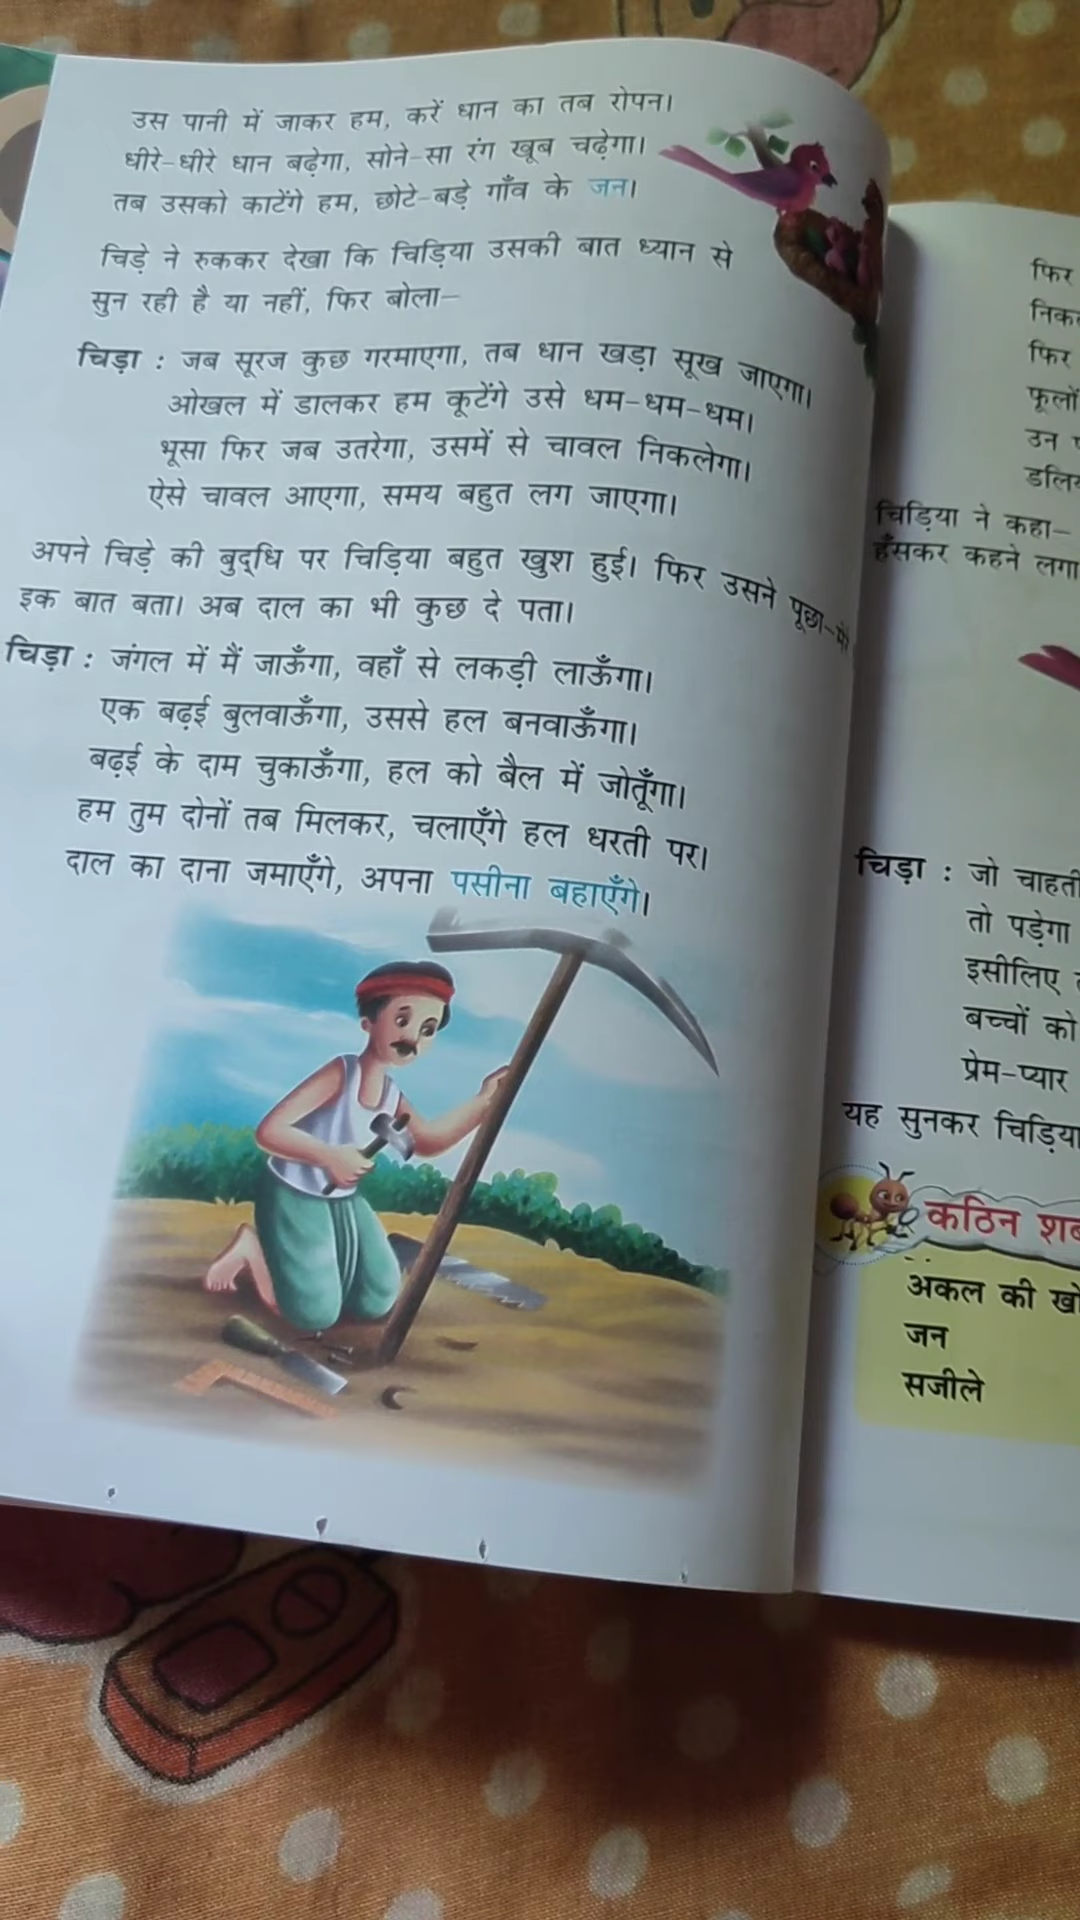 उस पानी में जाकर हम, करें धान का तब रोपन।
धीरे-धीरे धान बढ़ेगा, सोने-सा रंग खूब चढ़ेगा।
तब उसको काटेंगे हम, छोटे-बड़े गाँव के जन।
चिड़े ने रुककर देखा कि चिड़िया उसकी बात ध्यान से
सुन रही है या नहीं, फिर बोला–
चिड़ा : जब सूरज कुछ गरमाएगा, तब धान खड़ा सूख जाएगा।
ओखल में डालकर हम कूटेंगे उसे धम-धम-धम।
भूसा फिर जब उतरेगा, उसमें से चावल निकलेगा।
ऐसे चावल आएगा, समय बहुत लग जाएगा।
अपने चिड़े की बुद्धि पर चिड़िया बहुत खुश हुई। फिर उसने पूछा–
इक बात बता। अब दाल का भी कुछ दे पता।
चिड़ा : जंगल में मैं जाऊँगा, वहाँ से लकड़ी लाऊँगा।
एक बढ़ई बुलवाऊँगा, उससे हल बनवाऊँगा।
बढ़ई के दाम चुकाऊँगा, हल को बैल में जोतूँगा।
हम तुम दोनों तब मिलकर, चलाएँगे हल धरती पर।
दाल का दाना जमाएँगे, अपना पसीना बहाएँगे।
फिर
फिर
फूलों
उन
चिड़िया ने कहा–
हँसकर कहने लगा
चिड़ा : जो चाहती
तो पड़ेगा
इसीलिए
बच्चों को
प्रेम-प्यार
यह सुनकर चिड़िया
कठिन
अकल की
जन
सजीले